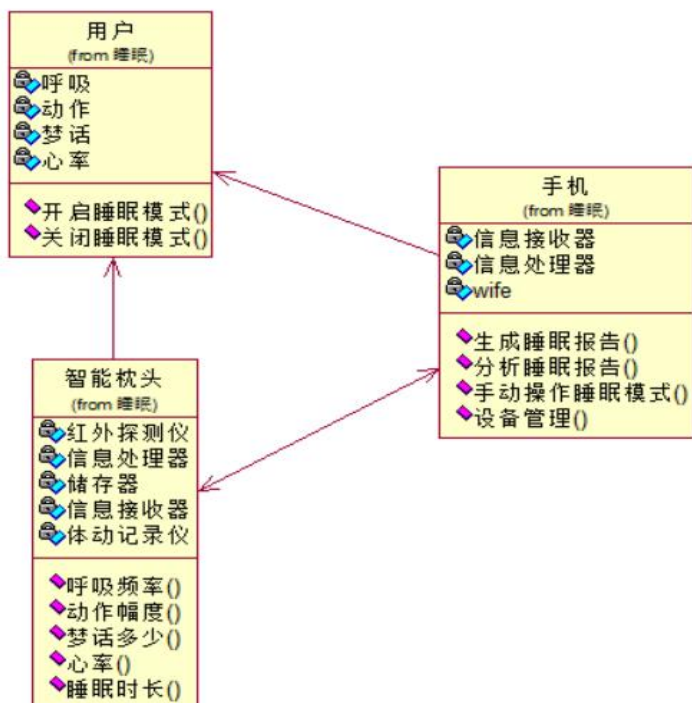 用户
(from 睡眠)
呼吸
动作
梦话
心率
开启睡眠模式()
关闭睡眠模式()
手机
(from 睡眠)
信息接收器
信息处理器
wife
生成睡眠报告()
分析睡眠报告()
手动操作睡眠模式()
设备管理()
智能枕头
(from 睡眠)
红外探测仪
信息处理器
储存器
信息接收器
体动记录仪
呼吸频率()
动作幅度()
梦话多少()
心率()
睡眠时长()